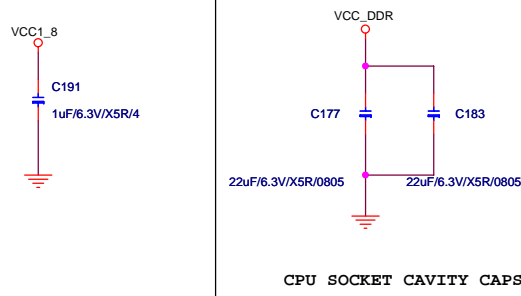 VCC1_8
C191
1uF/6.3V/X5R/4
VCC_DDR
C177
C183
22uF/6.3V/X5R/0805
22uF/6.3V/X5R/0805
CPU SOCKET CAVITY CAPS